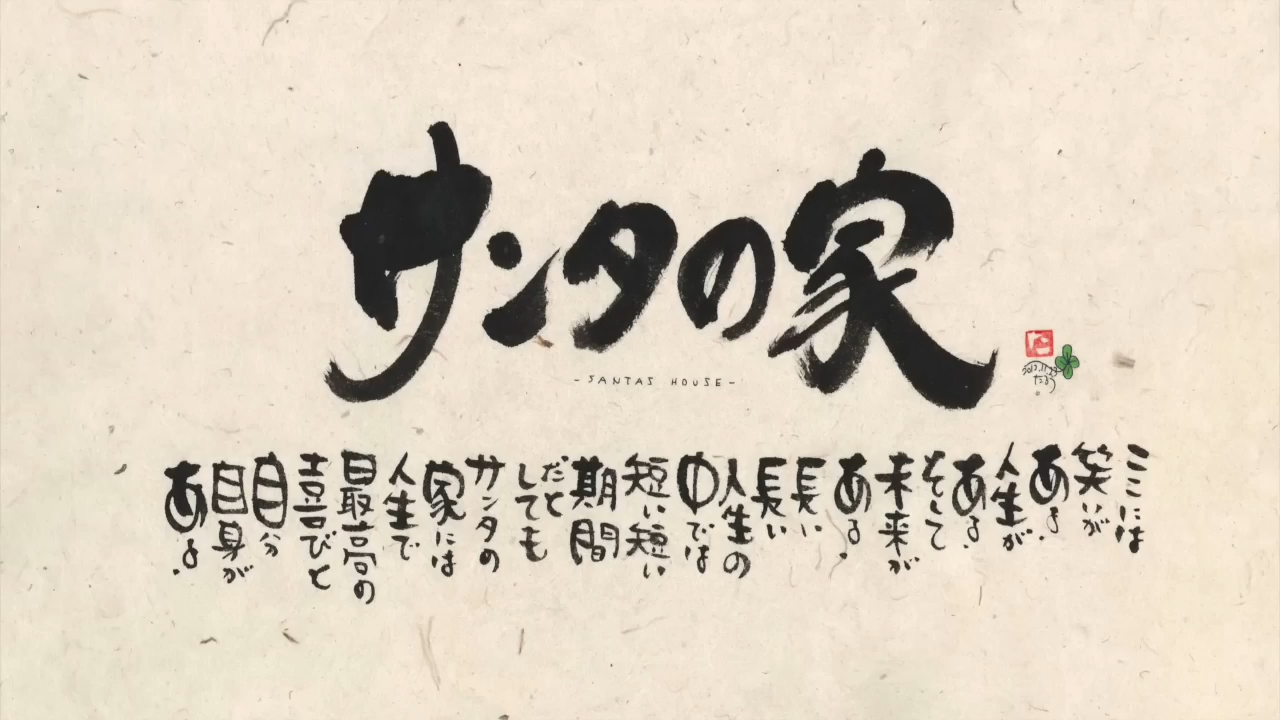 サンタの家
-SANTAS HOUSE-
ここには
笑いが
ある。
人生が
ある。
そして
未来が
ある。
長い
長い
人生の
中では
短い短い
期間
だと
しても
サンタの
家には
人生で
最高の
喜びと
自分
自身が
ある。